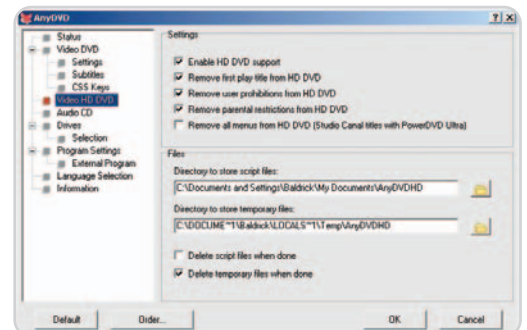 AnyDVD
Status
Video DVD
Settings
Subtitles
CSS Keys
Video HD DVD
Audio CD
Drives
Selection
Program Settings
External Program
Language Selection
Information
Settings
Enable HD DVD support
Remove first play title from HD DVD
Remove user prohibitions from HD DVD
Remove parental restrictions from HD DVD
Remove all menus from HD DVD (Studio Canal titles with PowerDVD Ultra)
Files
Directory to store script files:
C:\Documents and Settings\Baldrick\My Documents\AnyDVDHD
Directory to store temporary files:
C:\DOCUME~1\Baldrick\LOCALS~1\Temp\AnyDVDHD
Delete script files when done
Delete temporary files when done
Default
Order...
OK
Cancel